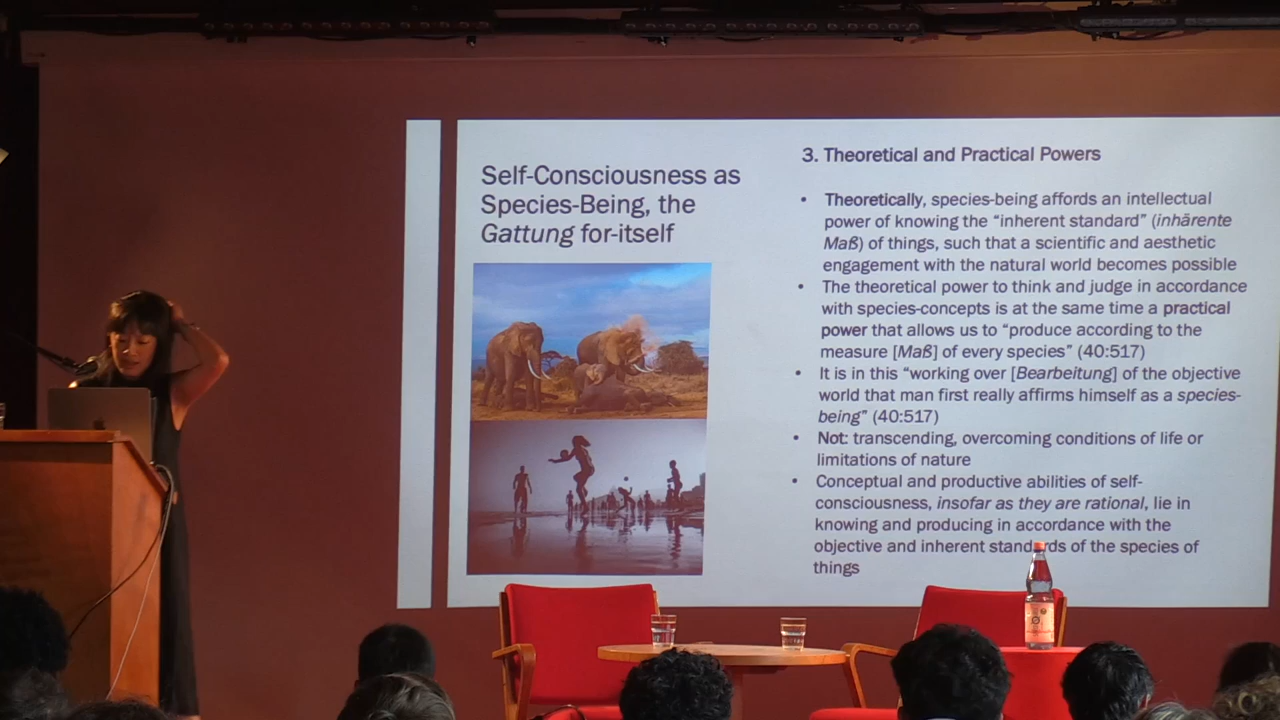 Self-Consciousness as
Species-Being, the
Gattung for-itself
3. Theoretical and Practical Powers
• Theoretically, species-being affords an intellectual
power of knowing the “inherent standard” (inhärente
Maß) of things, such that a scientific and aesthetic
engagement with the natural world becomes possible
• The theoretical power to think and judge in accordance
with species-concepts is at the same time a practical
power that allows us to “produce according to the
measure [Maß] of every species” (40:517)
• It is in this “working over [Bearbeitung] of the objective
world that man first really affirms himself as a species-
being” (40:517)
• Not: transcending, overcoming conditions of life or
limitations of nature
• Conceptual and productive abilities of self-
consciousness, insofar as they are rational, lie in
knowing and producing in accordance with the
objective and inherent standards of the species of
things